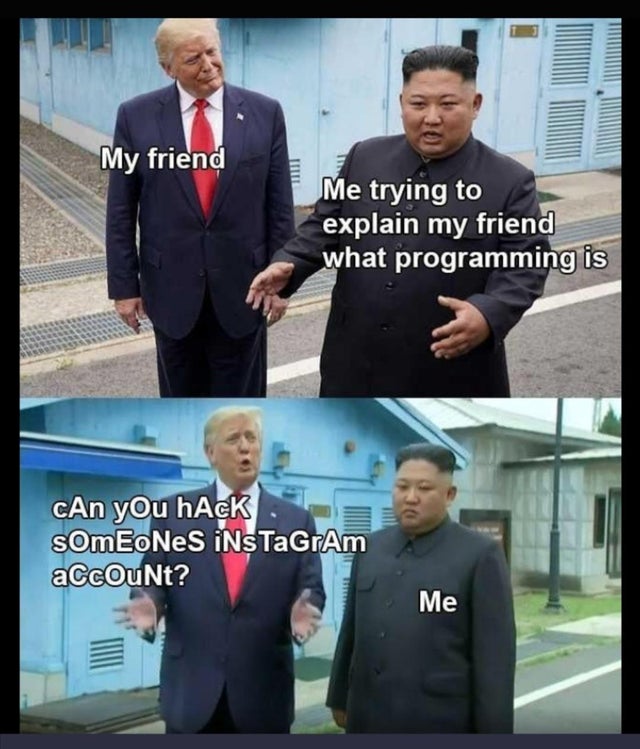 My friend
Me trying to
explain my friend
what programming is
cAn yOu hAcK
sOmEoNeS iNsTaGrAm
aCcOuNt?
Me